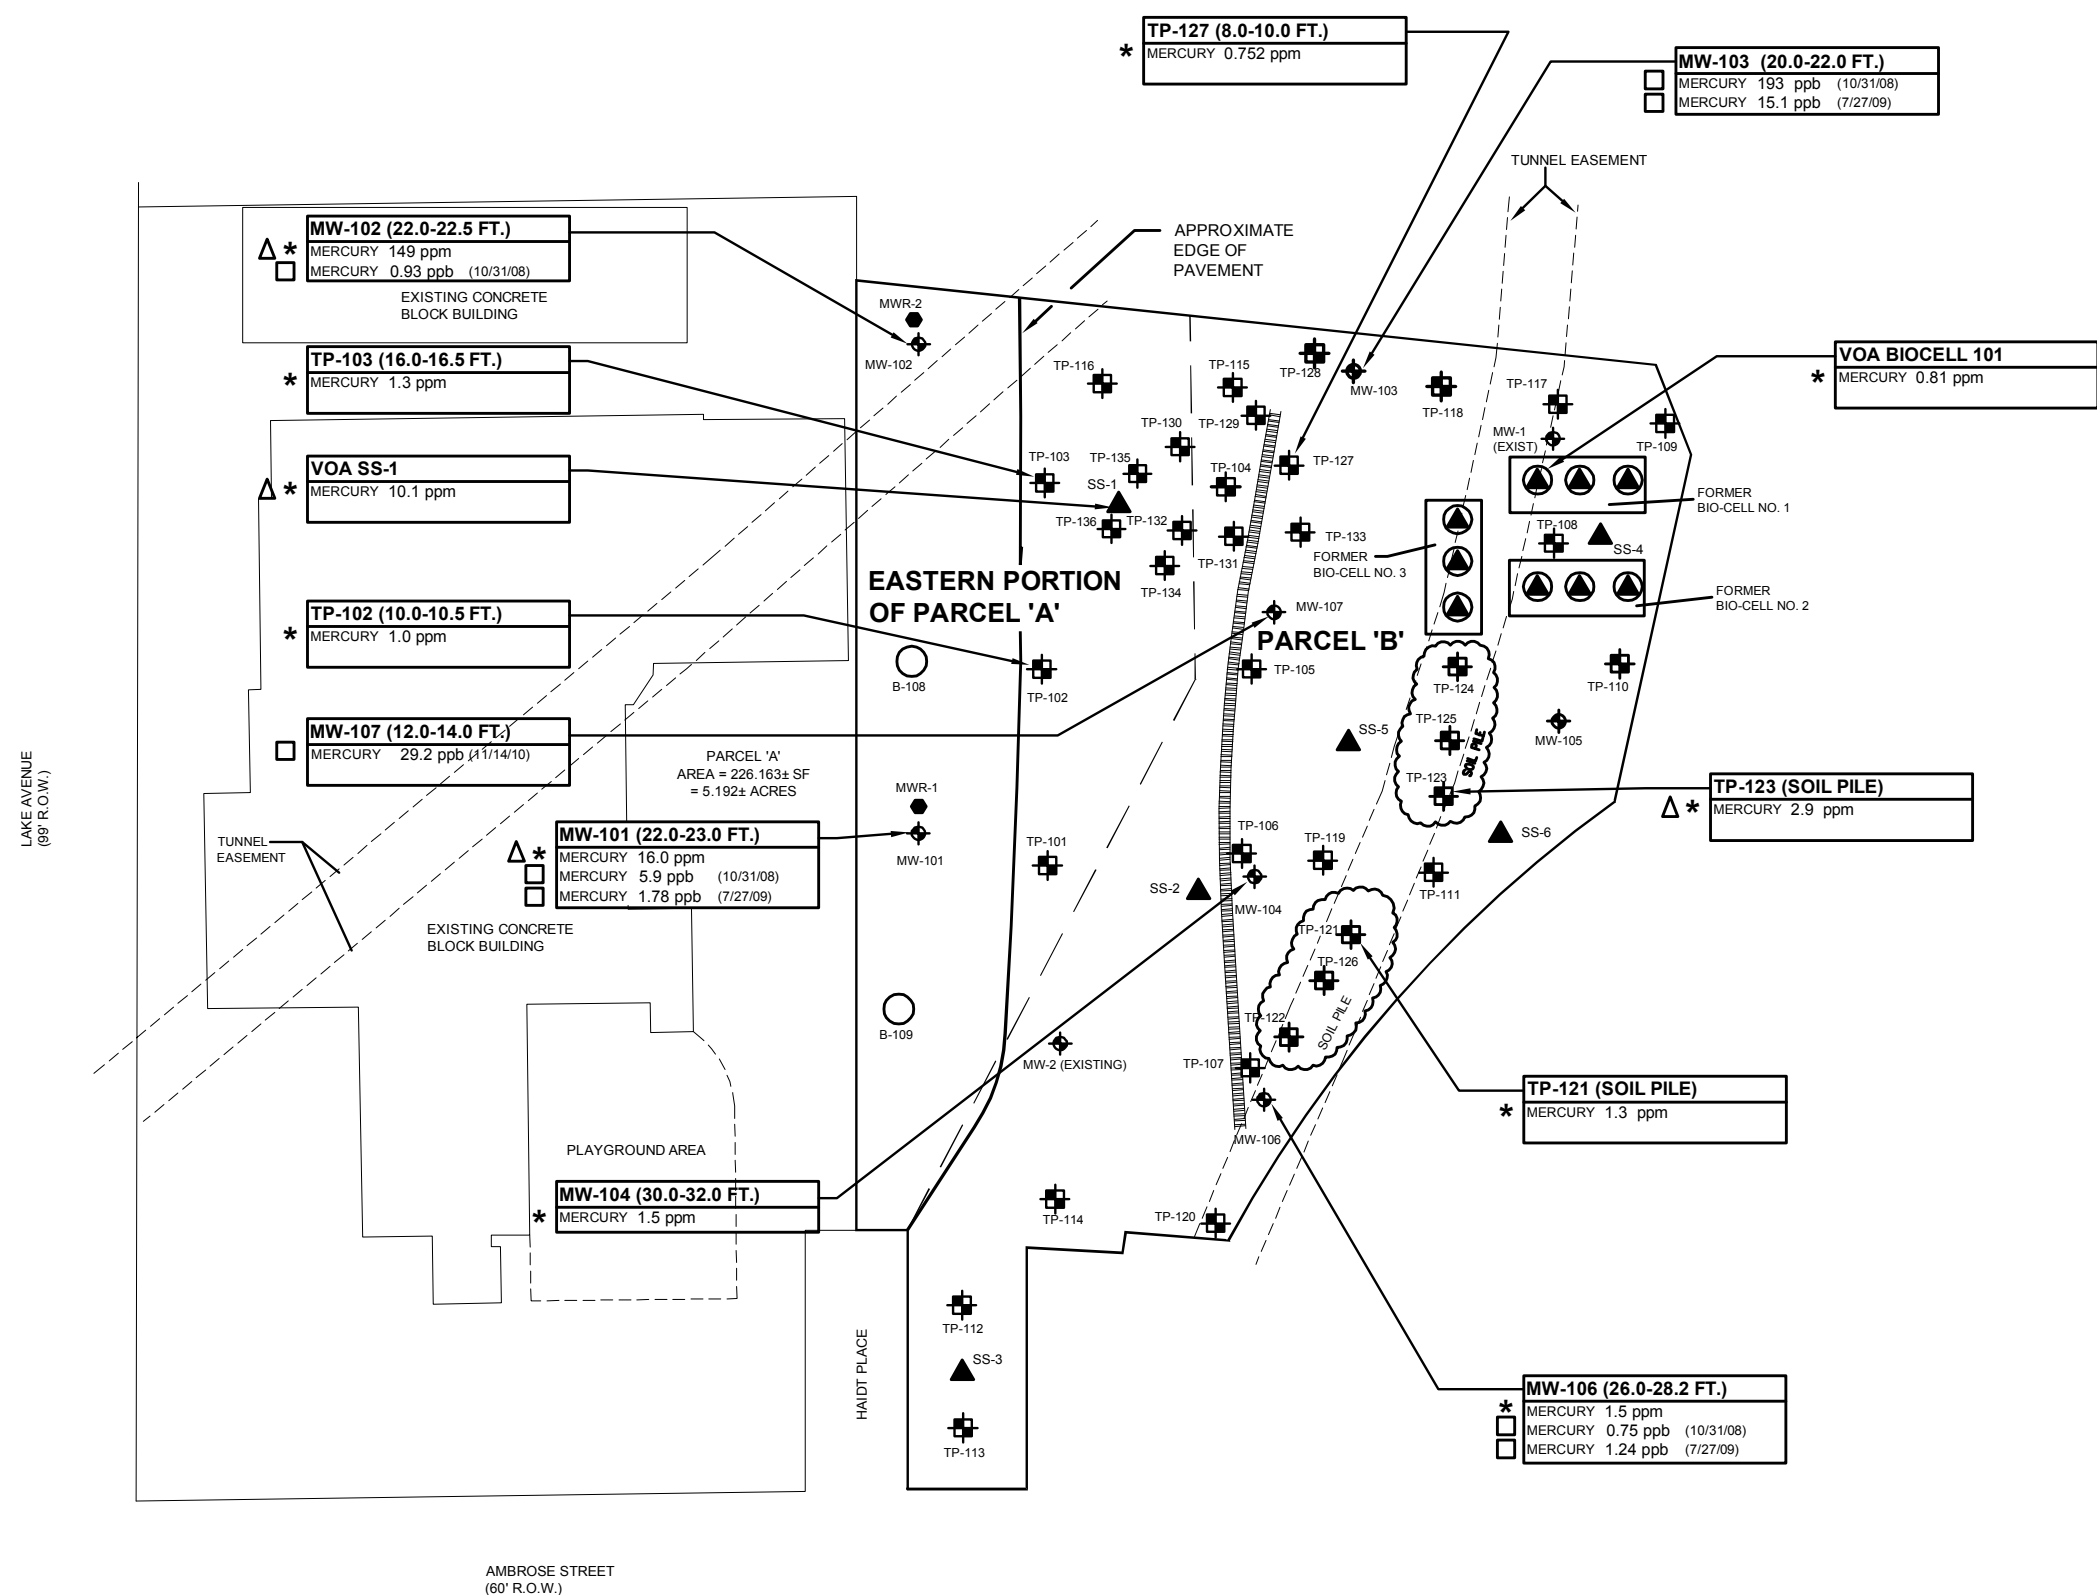 TP-127 (8.0-10.0 FT.)
* MERCURY 0.752 ppm
MW-103 (20.0-22.0 FT.)
MERCURY 193 ppb (10/31/08)
MERCURY 15.1 ppb (7/27/09)
TUNNEL EASEMENT
MW-102 (22.0-22.5 FT.)
* MERCURY 149 ppm
MERCURY 0.93 ppb (10/31/08)
EXISTING CONCRETE
BLOCK BUILDING
APPROXIMATE
EDGE OF
PAVEMENT
MWR-2
MW-102
TP-103 (16.0-16.5 FT.)
* MERCURY 1.3 ppm
VOA BIOCELL 101
* MERCURY 0.81 ppm
TP-116
TP-115
TP-128
MW-103
TP-118
TP-117
TP-129
TP-130
MW-1
(EXIST)
TP-109
VOA SS-1
* MERCURY 10.1 ppm
TP-103
TP-135
TP-104
TP-127
SS-1
FORMER
BIO-CELL NO. 1
TP-136
TP-132
TP-131
TP-133
TP-108
SS-4
FORMER
BIO-CELL NO. 3
TP-134
FORMER
BIO-CELL NO. 2
EASTERN PORTION
OF PARCEL 'A'
TP-102 (10.0-10.5 FT.)
* MERCURY 1.0 ppm
MW-107
PARCEL 'B'
B-108
TP-102
TP-105
TP-124
TP-110
MW-107 (12.0-14.0 FT.)
MERCURY 29.2 ppb (11/14/10)
TP-125
SS-5
MW-105
SOIL PILE
PARCEL 'A'
AREA = 226.163± SF
= 5.192± ACRES
MWR-1
TP-123
TP-123 (SOIL PILE)
* MERCURY 2.9 ppm
LAKE AVENUE
(99' R.O.W.)
TUNNEL
EASEMENT
MW-101 (22.0-23.0 FT.)
* MERCURY 16.0 ppm
MERCURY 5.9 ppb (10/31/08)
MERCURY 1.78 ppb (7/27/09)
MW-101
TP-101
TP-106
TP-119
SS-6
SS-2
MW-104
TP-111
EXISTING CONCRETE
BLOCK BUILDING
TP-121
TP-126
SOIL PILE
TP-122
B-109
MW-2 (EXISTING)
TP-107
TP-121 (SOIL PILE)
* MERCURY 1.3 ppm
MW-106
PLAYGROUND AREA
MW-104 (30.0-32.0 FT.)
* MERCURY 1.5 ppm
TP-114
TP-120
TP-112
SS-3
HAIDT PLACE
TP-113
MW-106 (26.0-28.2 FT.)
* MERCURY 1.5 ppm
MERCURY 0.75 ppb (10/31/08)
MERCURY 1.24 ppb (7/27/09)
AMBROSE STREET
(60' R.O.W.)